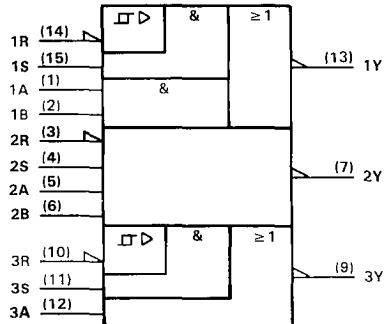 & ≥1
1R (14)
1S (15)
(13) 1Y
1A (1)
&
1B (2)
2R (3)
2S (4)
(7) 2Y
2A (5)
2B (6)
& ≥1
3R (10)
(9) 3Y
3S (11)
3A (12)